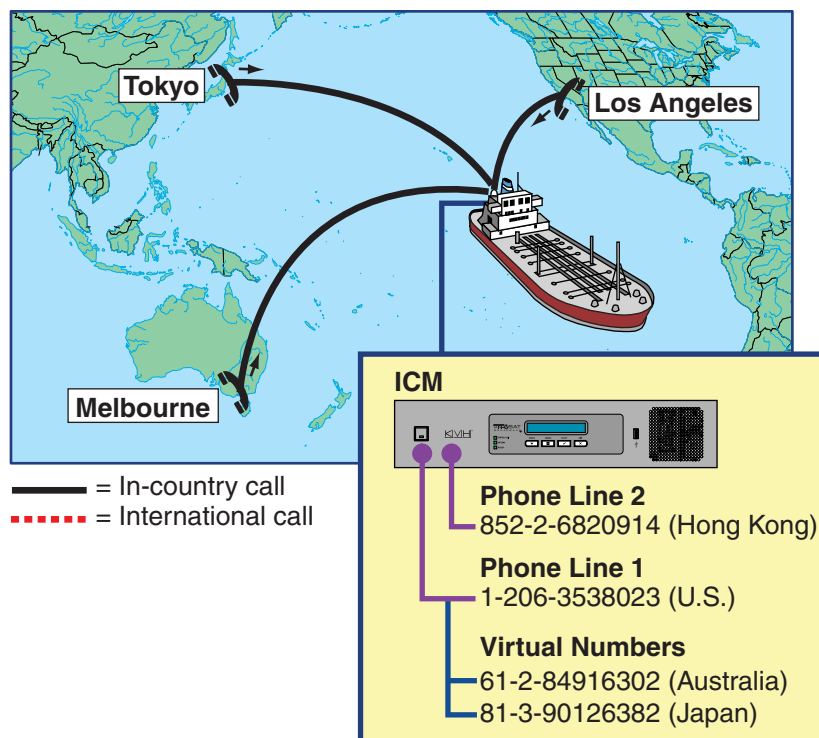 Tokyo
Los Angeles
Melbourne
= In-country call
= International call
ICM
KVH
Phone Line 2
852-2-6820914 (Hong Kong)
Phone Line 1
1-206-3538023 (U.S.)
Virtual Numbers
61-2-84916302 (Australia)
81-3-90126382 (Japan)